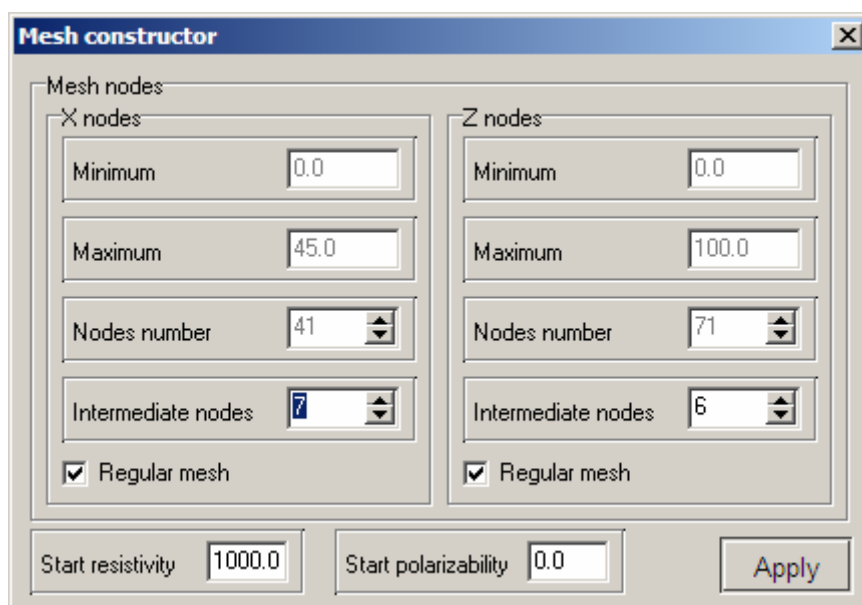 Mesh constructor
Mesh nodes
X nodes
Minimum 0.0
Maximum 45.0
Nodes number 41
Intermediate nodes 7
Regular mesh
Z nodes
Minimum 0.0
Maximum 100.0
Nodes number 71
Intermediate nodes 6
Regular mesh
Start resistivity 1000.0
Start polarizability 0.0
Apply